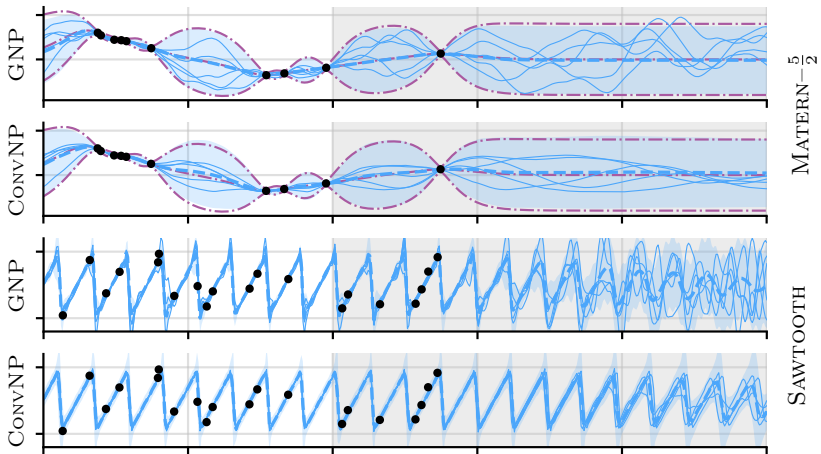 GNP
ConvNP
Matern–5/2
GNP
ConvNP
Sawtooth